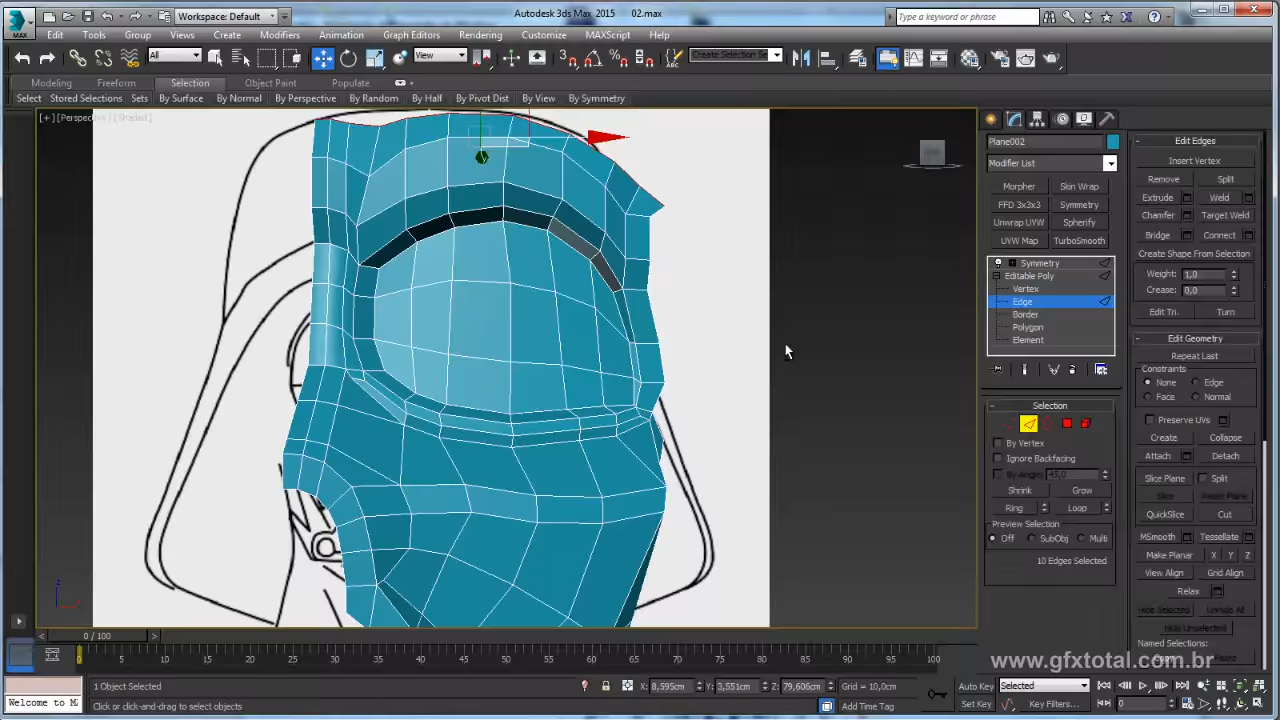 Workspace: Default
Autodesk 3ds Max 2015    02.max
Type a keyword or phrase
MAX
Edit Tools Group Views Create Modifiers Animation Graph Editors Rendering Customize MAXScript Help
All
View
Create Selection Se
Modeling Freeform Selection Object Paint Populate
Select Stored Selections Sets By Surface By Normal By Perspective By Random By Half By Pivot Dist By View By Symmetry
[+][Perspective][Shaded]
Plane002
Modifier List
Morpher Skin Wrap
FFD 3x3x3 Symmetry
Unwrap UVW Spherify
UVW Map TurboSmooth
Symmetry
Editable Poly
Vertex
Edge
Border
Polygon
Element
Selection
By Vertex
Ignore Backfacing
By Angle: 45,0
Shrink Grow
Ring Loop
Preview Selection
Off SubObj Multi
10 Edges Selected
Edit Edges
Insert Vertex
Remove Split
Extrude Weld
Chamfer Target Weld
Bridge Connect
Create Shape From Selection
Weight: 1,0
Crease: 0,0
Edit Tri. Turn
Edit Geometry
Repeat Last
Constraints
None Edge
Face Normal
Preserve UVs
Create Collapse
Attach Detach
Slice Plane Split
Slice Reset Plane
QuickSlice Cut
MSmooth Tessellate
Make Planar X Y Z
View Align Grid Align
Relax
Hide Selected Unhide All
Hide Unselected
Named Selections:
www.gfxtotal.com.br
0 / 100
0 5 10 15 20 25 30 35 40 45 50 55 60 65 70 75 80 85 90 95 100
1 Object Selected
X: 8,595cm Y: 3,551cm Z: 79,606cm Grid = 10,0cm
Auto Key Selected
Welcome to M
Click or click-and-drag to select objects
Add Time Tag
Set Key Key Filters... 0